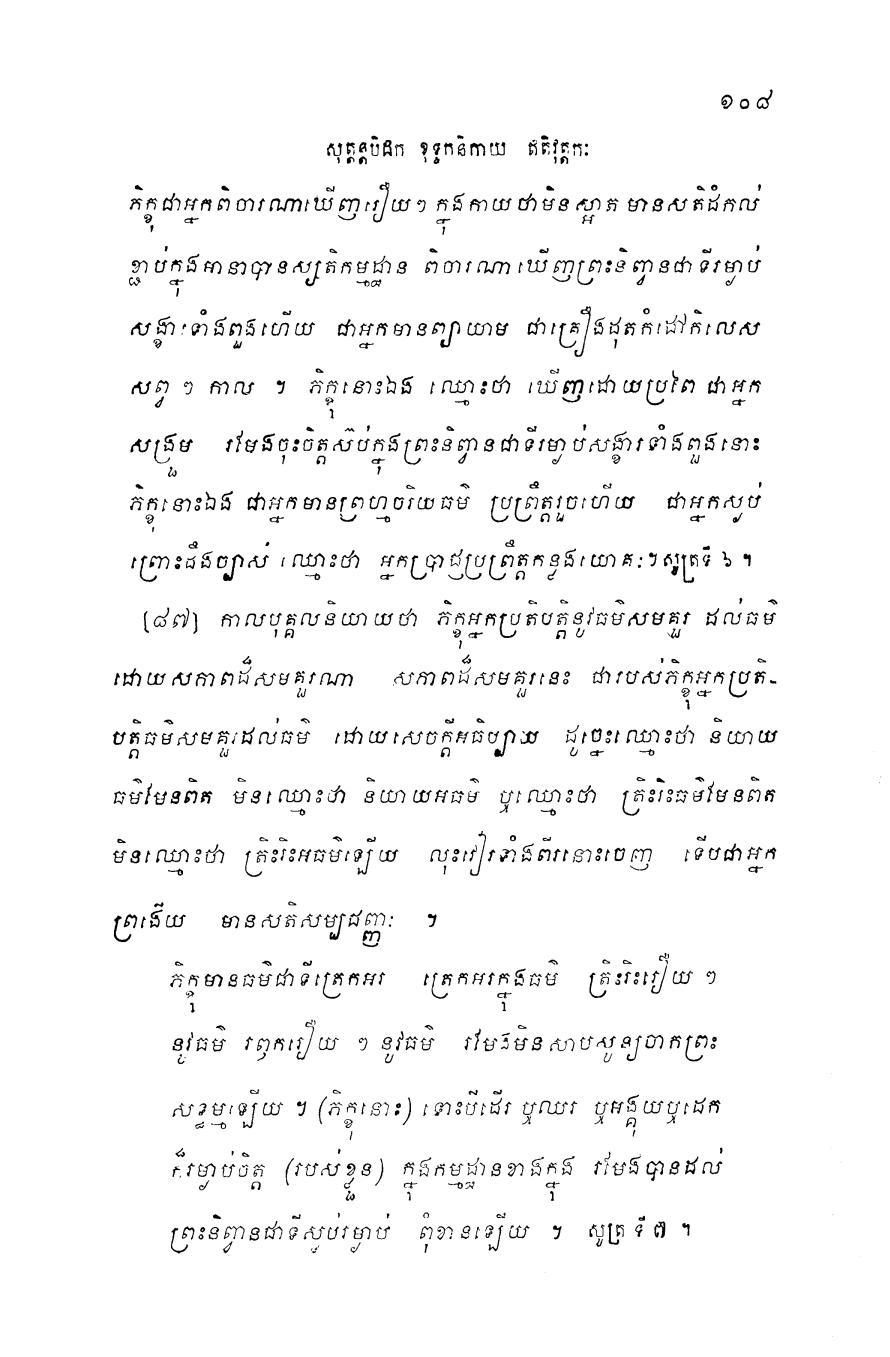 ១០៨
សុត្តន្តបិដក ខុទ្ទកនិកាយ ឥតិវុត្តកៈ
ភិក្ខុជាអ្នកពិចារណាឃើញរឿយ ៗ ក្នុងកាយថាមិនស្អាត មានសតិដំកល់
ខ្ជាប់ក្នុងអានាបានស្សតិកម្មដ្ឋាន ពិចារណាឃើញព្រះនិព្វានជាទីរម្ងាប់
សង្ខារទាំងពួងហើយ ជាអ្នកមានព្យាយាម ជាគ្រឿងដុតកំដៅកិលេស
សព្វ ៗ កាល ។ ភិក្ខុនោះឯង ឈ្មោះថា ឃើញដោយប្រពៃ ជាអ្នក
សង្រួម រមែងចុះចិត្តស៊ប់ក្នុងព្រះនិព្វានជាទីរម្ងាប់សង្ខារទាំងពួងនោះ
ភិក្ខុនោះឯង ជាអ្នកមានព្រហ្មចរិយធម៌ ប្រព្រឹត្តរួចហើយ ជាអ្នកស្ងប់
ព្រោះដឹងច្បាស់ ឈ្មោះថា អ្នកប្រាជ្ញប្រព្រឹត្តកន្លងយោគៈ ។ សូត្រទី ៦ ។
[៨៧] កាលបុគ្គលនិយាយថា ភិក្ខុអ្នកប្រតិបត្តិនូវធម៌សមគួរ ដល់ធម៌
ដោយសភាពដ៏សមគួរណា សភាពដ៏សមគួរនេះ ជារបស់ភិក្ខុអ្នកប្រតិ-
បត្តិធម៌សមគួរដល់ធម៌ ដោយសេចក្តីអធិប្បាយ ដូច្នេះឈ្មោះថា និយាយ
ធម៌មែនពិត មិនឈ្មោះថា និយាយអធម៌ ឬឈ្មោះថា ត្រិះរិះធម៌មែនពិត
មិនឈ្មោះថា ត្រិះរិះអធម៌ឡើយ លុះវៀរទាំងពីរនោះចេញ ទើបជាអ្នក
ព្រងើយ មានសតិសម្បជញ្ញៈ ។
ភិក្ខុមានធម៌ជាទីត្រេកអរ ត្រេកអរក្នុងធម៌ ត្រិះរិះរឿយ ៗ
នូវធម៌ រឭករឿយ ៗ នូវធម៌ រមែងមិនសាបសូន្យចាកព្រះ
សទ្ធម្មឡើយ ។ (ភិក្ខុនោះ) ទោះបីដើរ ឬឈរ ឬអង្គុយឬដេក
ក៏រម្ងាប់ចិត្ត (របស់ខ្លួន) ក្នុងកម្មដ្ឋានខាងក្នុង រមែងបានដល់
ព្រះនិព្វានជាទីស្ងប់រម្ងាប់ ពុំខានឡើយ ។ សូត្រ ទី ៧ ។